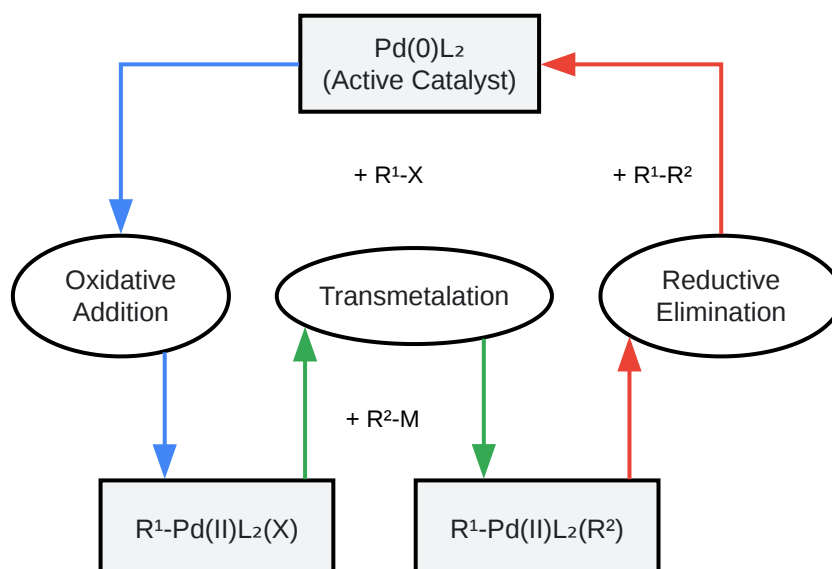 Pd(0)L₂
(Active Catalyst)
+ R¹-X
+ R¹-R²
Oxidative
Addition
Transmetalation
Reductive
Elimination
+ R²-M
R¹-Pd(II)L₂(X)
R¹-Pd(II)L₂(R²)